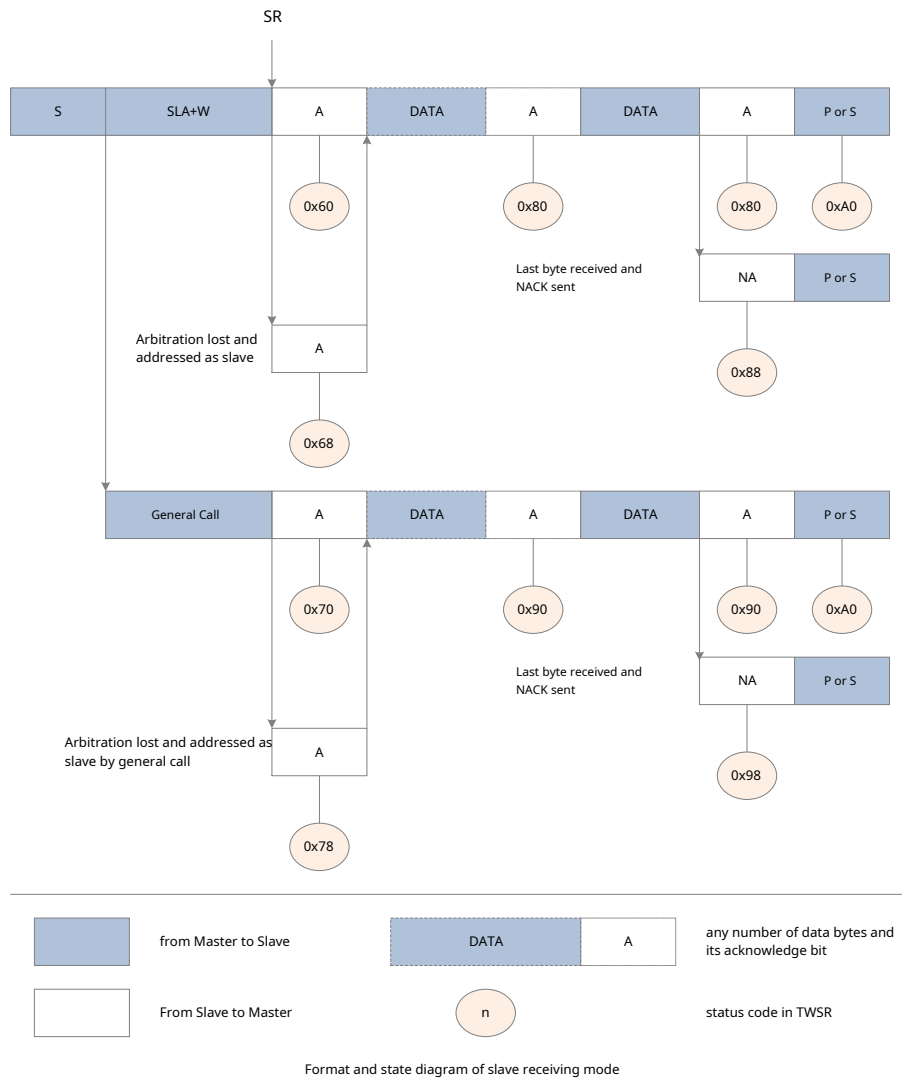 SR
S SLA+W A DATA A DATA A P or S
0x60 0x80 0x80 0xA0
Last byte received and
NACK sent
NA P or S
Arbitration lost and
addressed as slave
A
0x88
0x68
General Call A DATA A DATA A P or S
0x70 0x90 0x90 0xA0
Last byte received and
NACK sent
NA P or S
Arbitration lost and addressed as
slave by general call
A
0x98
0x78
from Master to Slave
DATA A
any number of data bytes and
its acknowledge bit
From Slave to Master
n
status code in TWSR
Format and state diagram of slave receiving mode